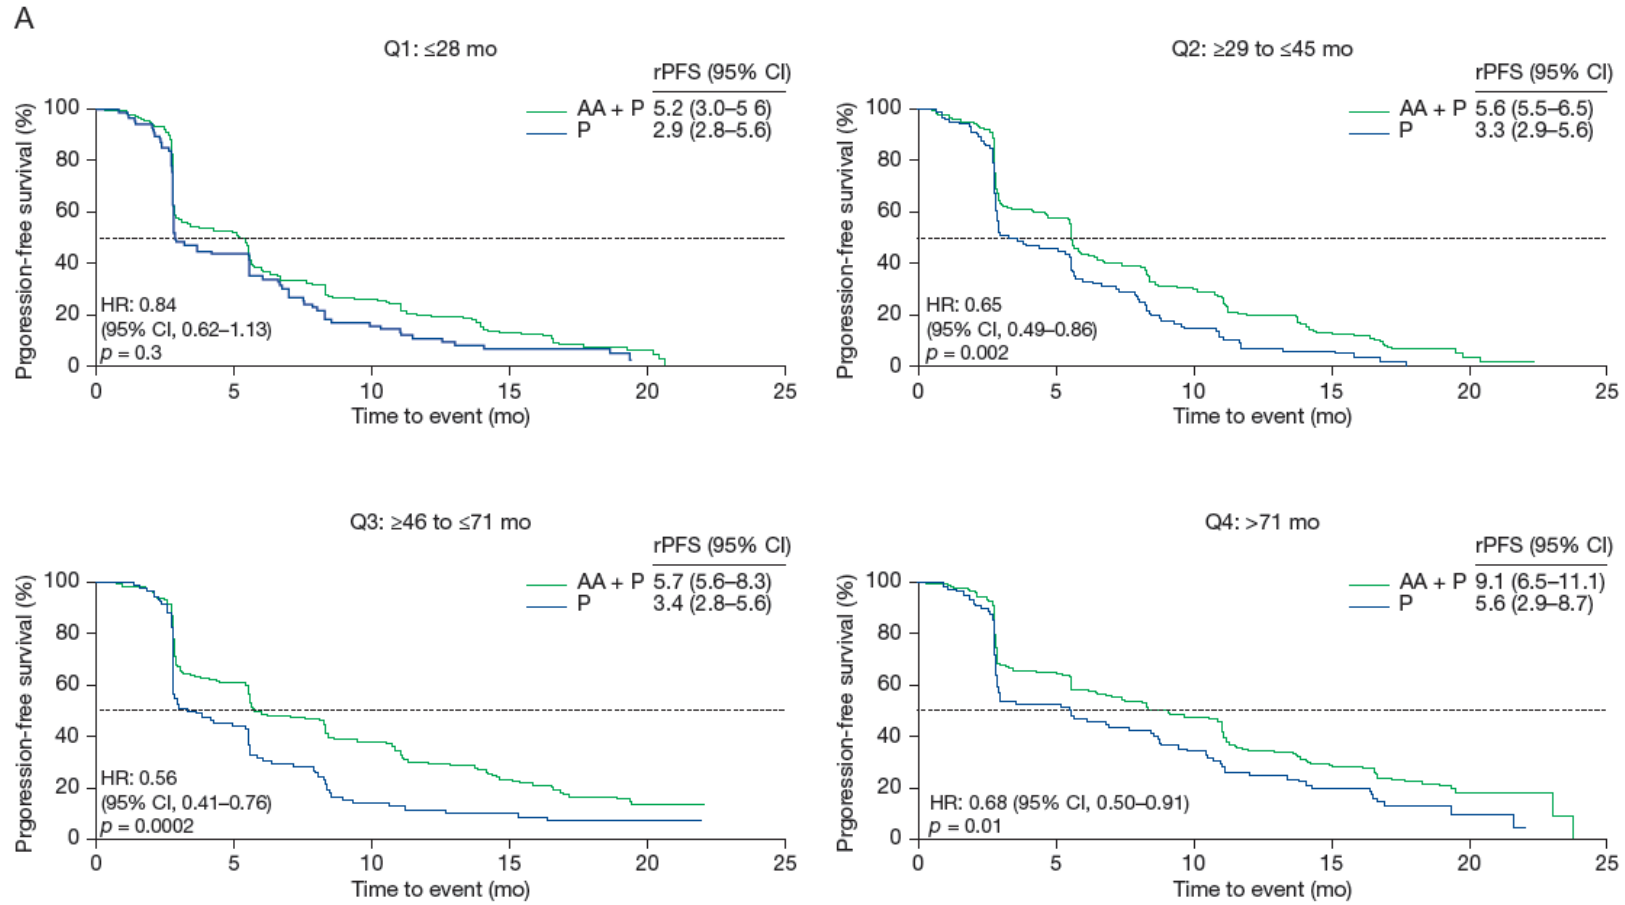 A
Q1: ≤28 mo
rPFS (95% CI)
AA + P 5.2 (3.0–5 6)
P 2.9 (2.8–5.6)
Prgoression-free survival (%)
100
80
60
40
20
0
HR: 0.84
(95% CI, 0.62–1.13)
p = 0.3
0 5 10 15 20 25
Time to event (mo)
Q2: ≥29 to ≤45 mo
rPFS (95% CI)
AA + P 5.6 (5.5–6.5)
P 3.3 (2.9–5.6)
Prgoression-free survival (%)
100
80
60
40
20
0
HR: 0.65
(95% CI, 0.49–0.86)
p = 0.002
0 5 10 15 20 25
Time to event (mo)
Q3: ≥46 to ≤71 mo
rPFS (95% CI)
AA + P 5.7 (5.6–8.3)
P 3.4 (2.8–5.6)
Prgoression-free survival (%)
100
80
60
40
20
0
HR: 0.56
(95% CI, 0.41–0.76)
p = 0.0002
0 5 10 15 20 25
Time to event (mo)
Q4: >71 mo
rPFS (95% CI)
AA + P 9.1 (6.5–11.1)
P 5.6 (2.9–8.7)
Prgoression-free survival (%)
100
80
60
40
20
0
HR: 0.68 (95% CI, 0.50–0.91)
p = 0.01
0 5 10 15 20 25
Time to event (mo)